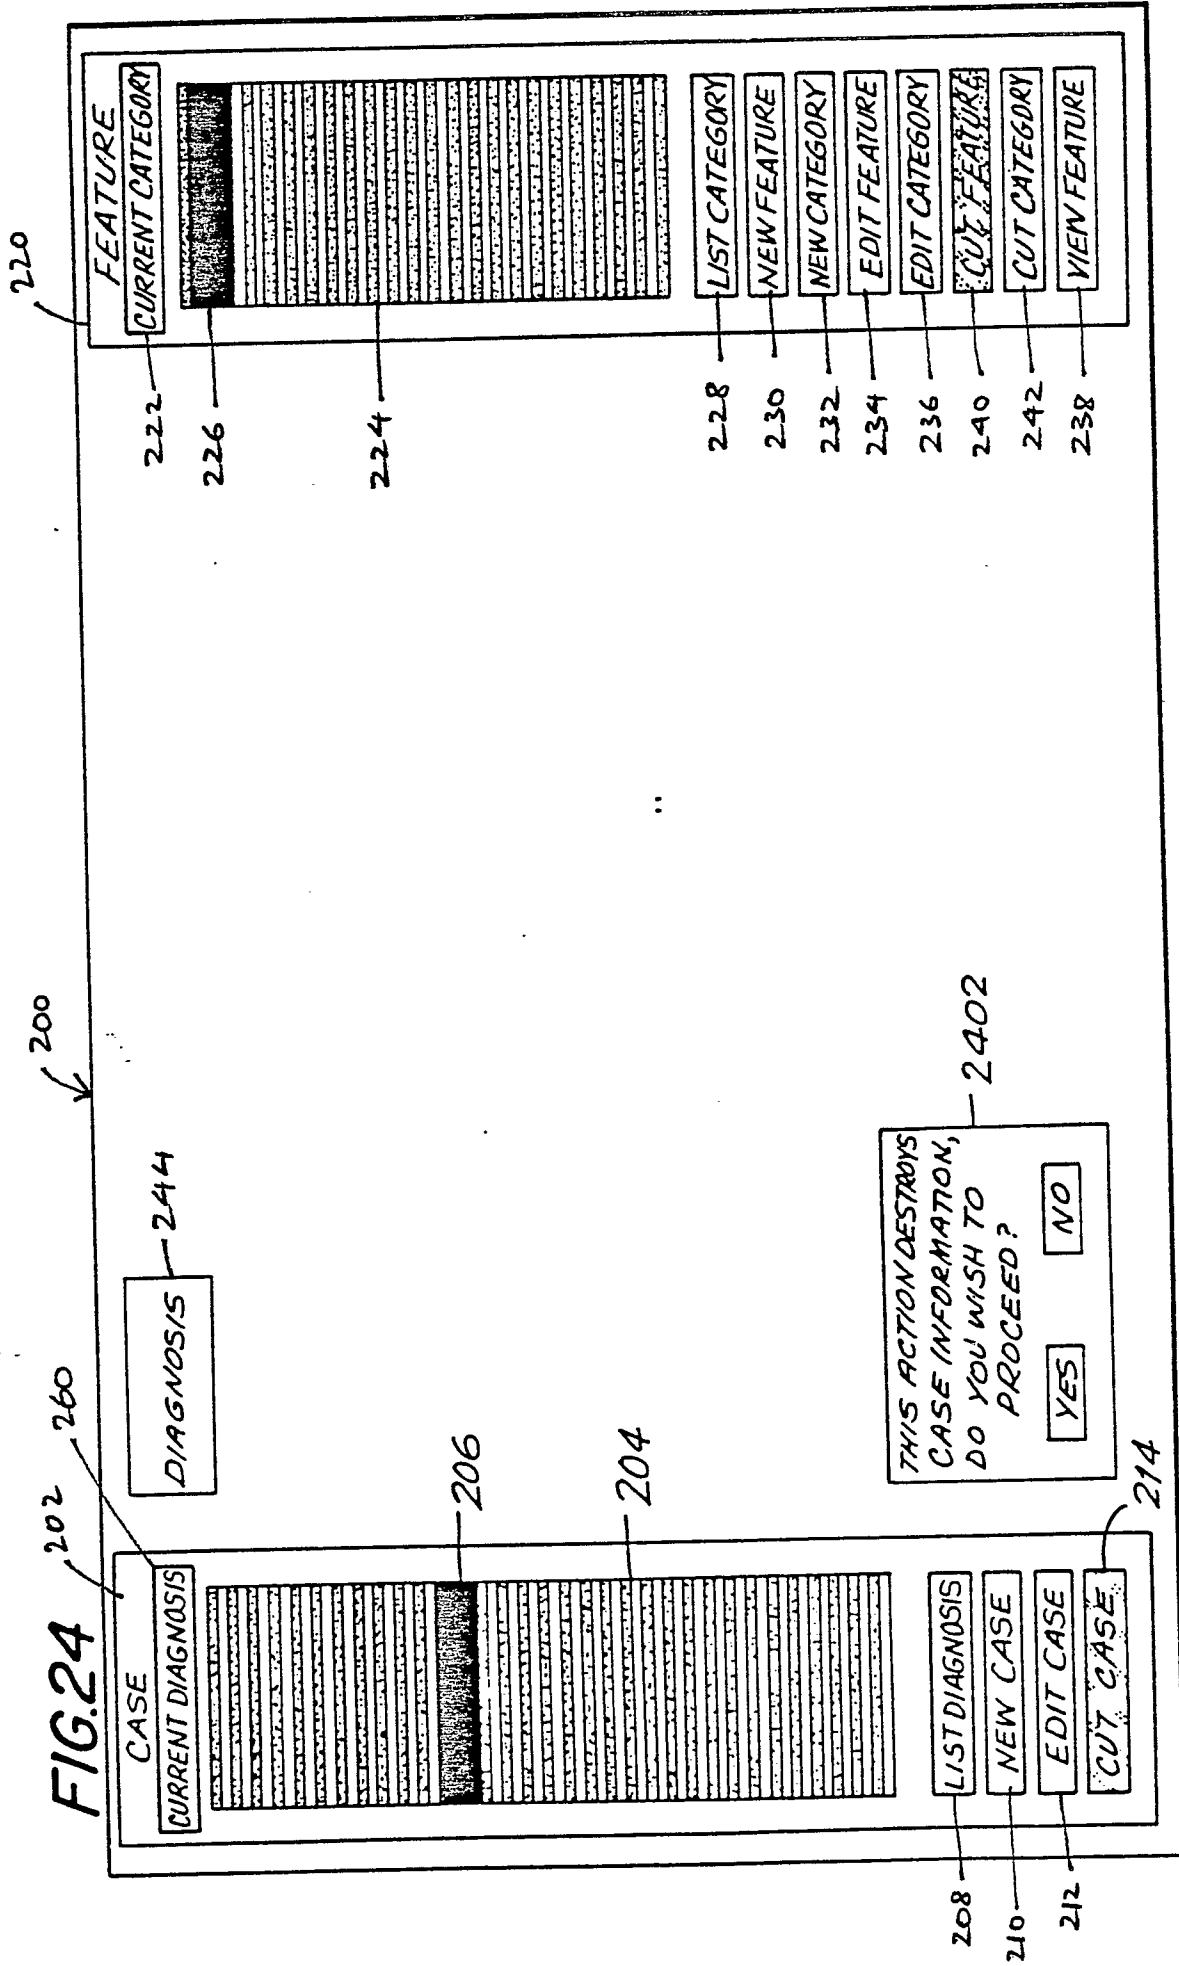 FIG.24
200
202
CASE
260
CURRENT DIAGNOSIS
206
204
208
LIST DIAGNOSIS
210
NEW CASE
212
EDIT CASE
214
CUT CASE
DIAGNOSIS
244
THIS ACTION DESTROYS
CASE INFORMATION,
DO YOU WISH TO
PROCEED?
YES
NO
2402
220
FEATURE
222
CURRENT CATEGORY
226
224
228
LIST CATEGORY
230
NEW FEATURE
232
NEW CATEGORY
234
EDIT FEATURE
236
EDIT CATEGORY
240
CUT FEATURE
242
CUT CATEGORY
238
VIEW FEATURE